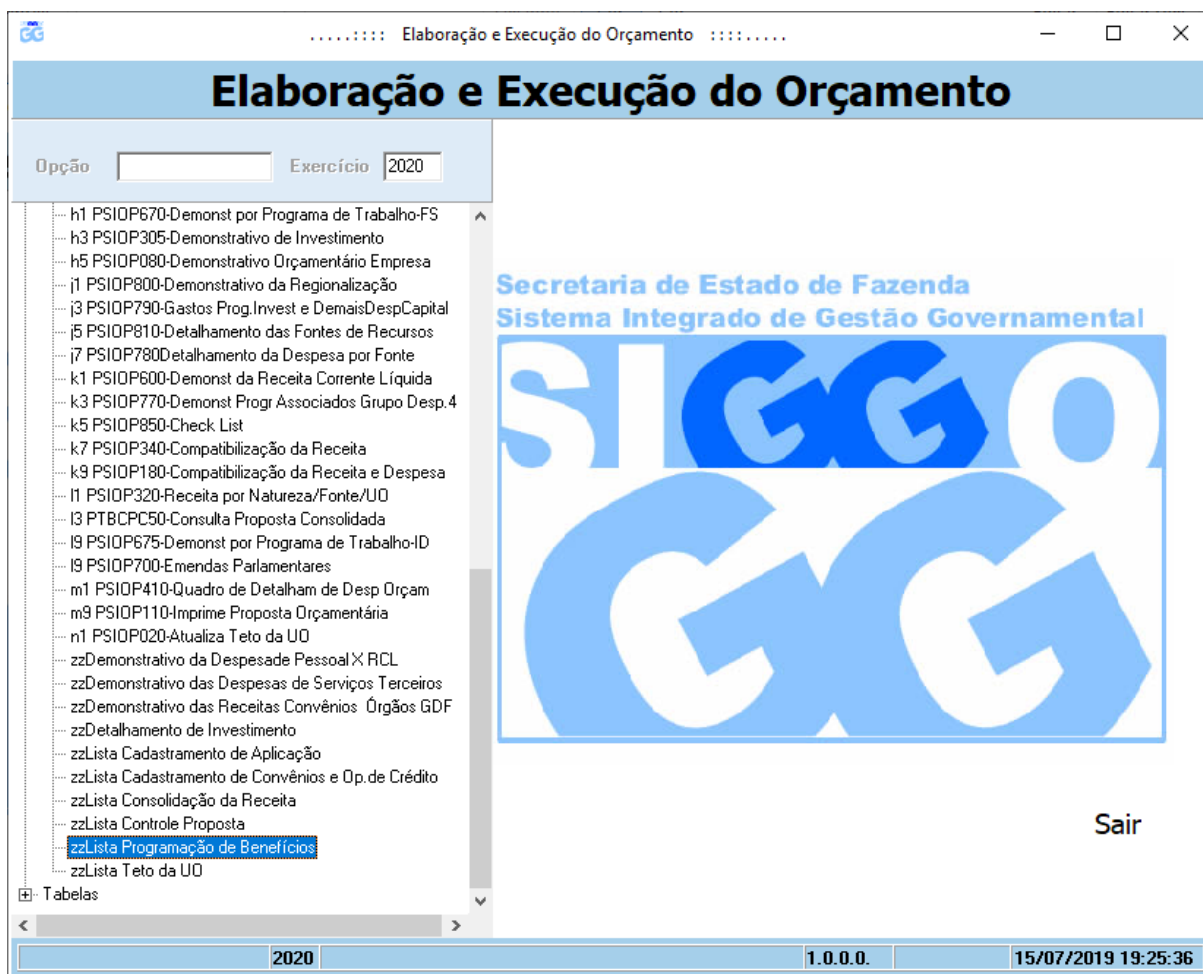 GG
.....:::: Elaboração e Execução do Orçamento ::::.....
Elaboração e Execução do Orçamento
Opção Exercício 2020
h1 PSIOP670-Demonst por Programa de Trabalho-FS
h3 PSIOP305-Demonstrativo de Investimento
h5 PSIOP080-Demonstrativo Orçamentário Empresa
j1 PSIOP800-Demonstrativo da Regionalização
j3 PSIOP790-Gastos Prog.Invest e DemaisDespCapital
j5 PSIOP810-Detalhamento das Fontes de Recursos
j7 PSIOP780Detalhamento da Despesa por Fonte
k1 PSIOP600-Demonst da Receita Corrente Líquida
k3 PSIOP770-Demonst Progr Associados Grupo Desp.4
k5 PSIOP850-Check List
k7 PSIOP340-Compatibilização da Receita
k9 PSIOP180-Compatibilização da Receita e Despesa
l1 PSIOP320-Receita por Natureza/Fonte/UO
l3 PTBCPC50-Consulta Proposta Consolidada
l9 PSIOP675-Demonst por Programa de Trabalho-ID
l9 PSIOP700-Emendas Parlamentares
m1 PSIOP410-Quadro de Detalham de Desp Orçam
m9 PSIOP110-Imprime Proposta Orçamentária
n1 PSIOP020-Atualiza Teto da UO
zzDemonstrativo da Despesade Pessoal X RCL
zzDemonstrativo das Despesas de Serviços Terceiros
zzDemonstrativo das Receitas Convênios Órgãos GDF
zzDetalhamento de Investimento
zzLista Cadastramento de Aplicação
zzLista Cadastramento de Convênios e Op.de Crédito
zzLista Consolidação da Receita
zzLista Controle Proposta
zzLista Programação de Benefícios
zzLista Teto da UO
Tabelas
Secretaria de Estado de Fazenda
Sistema Integrado de Gestão Governamental
SIGGO
GG
Sair
2020 1.0.0.0. 15/07/2019 19:25:36